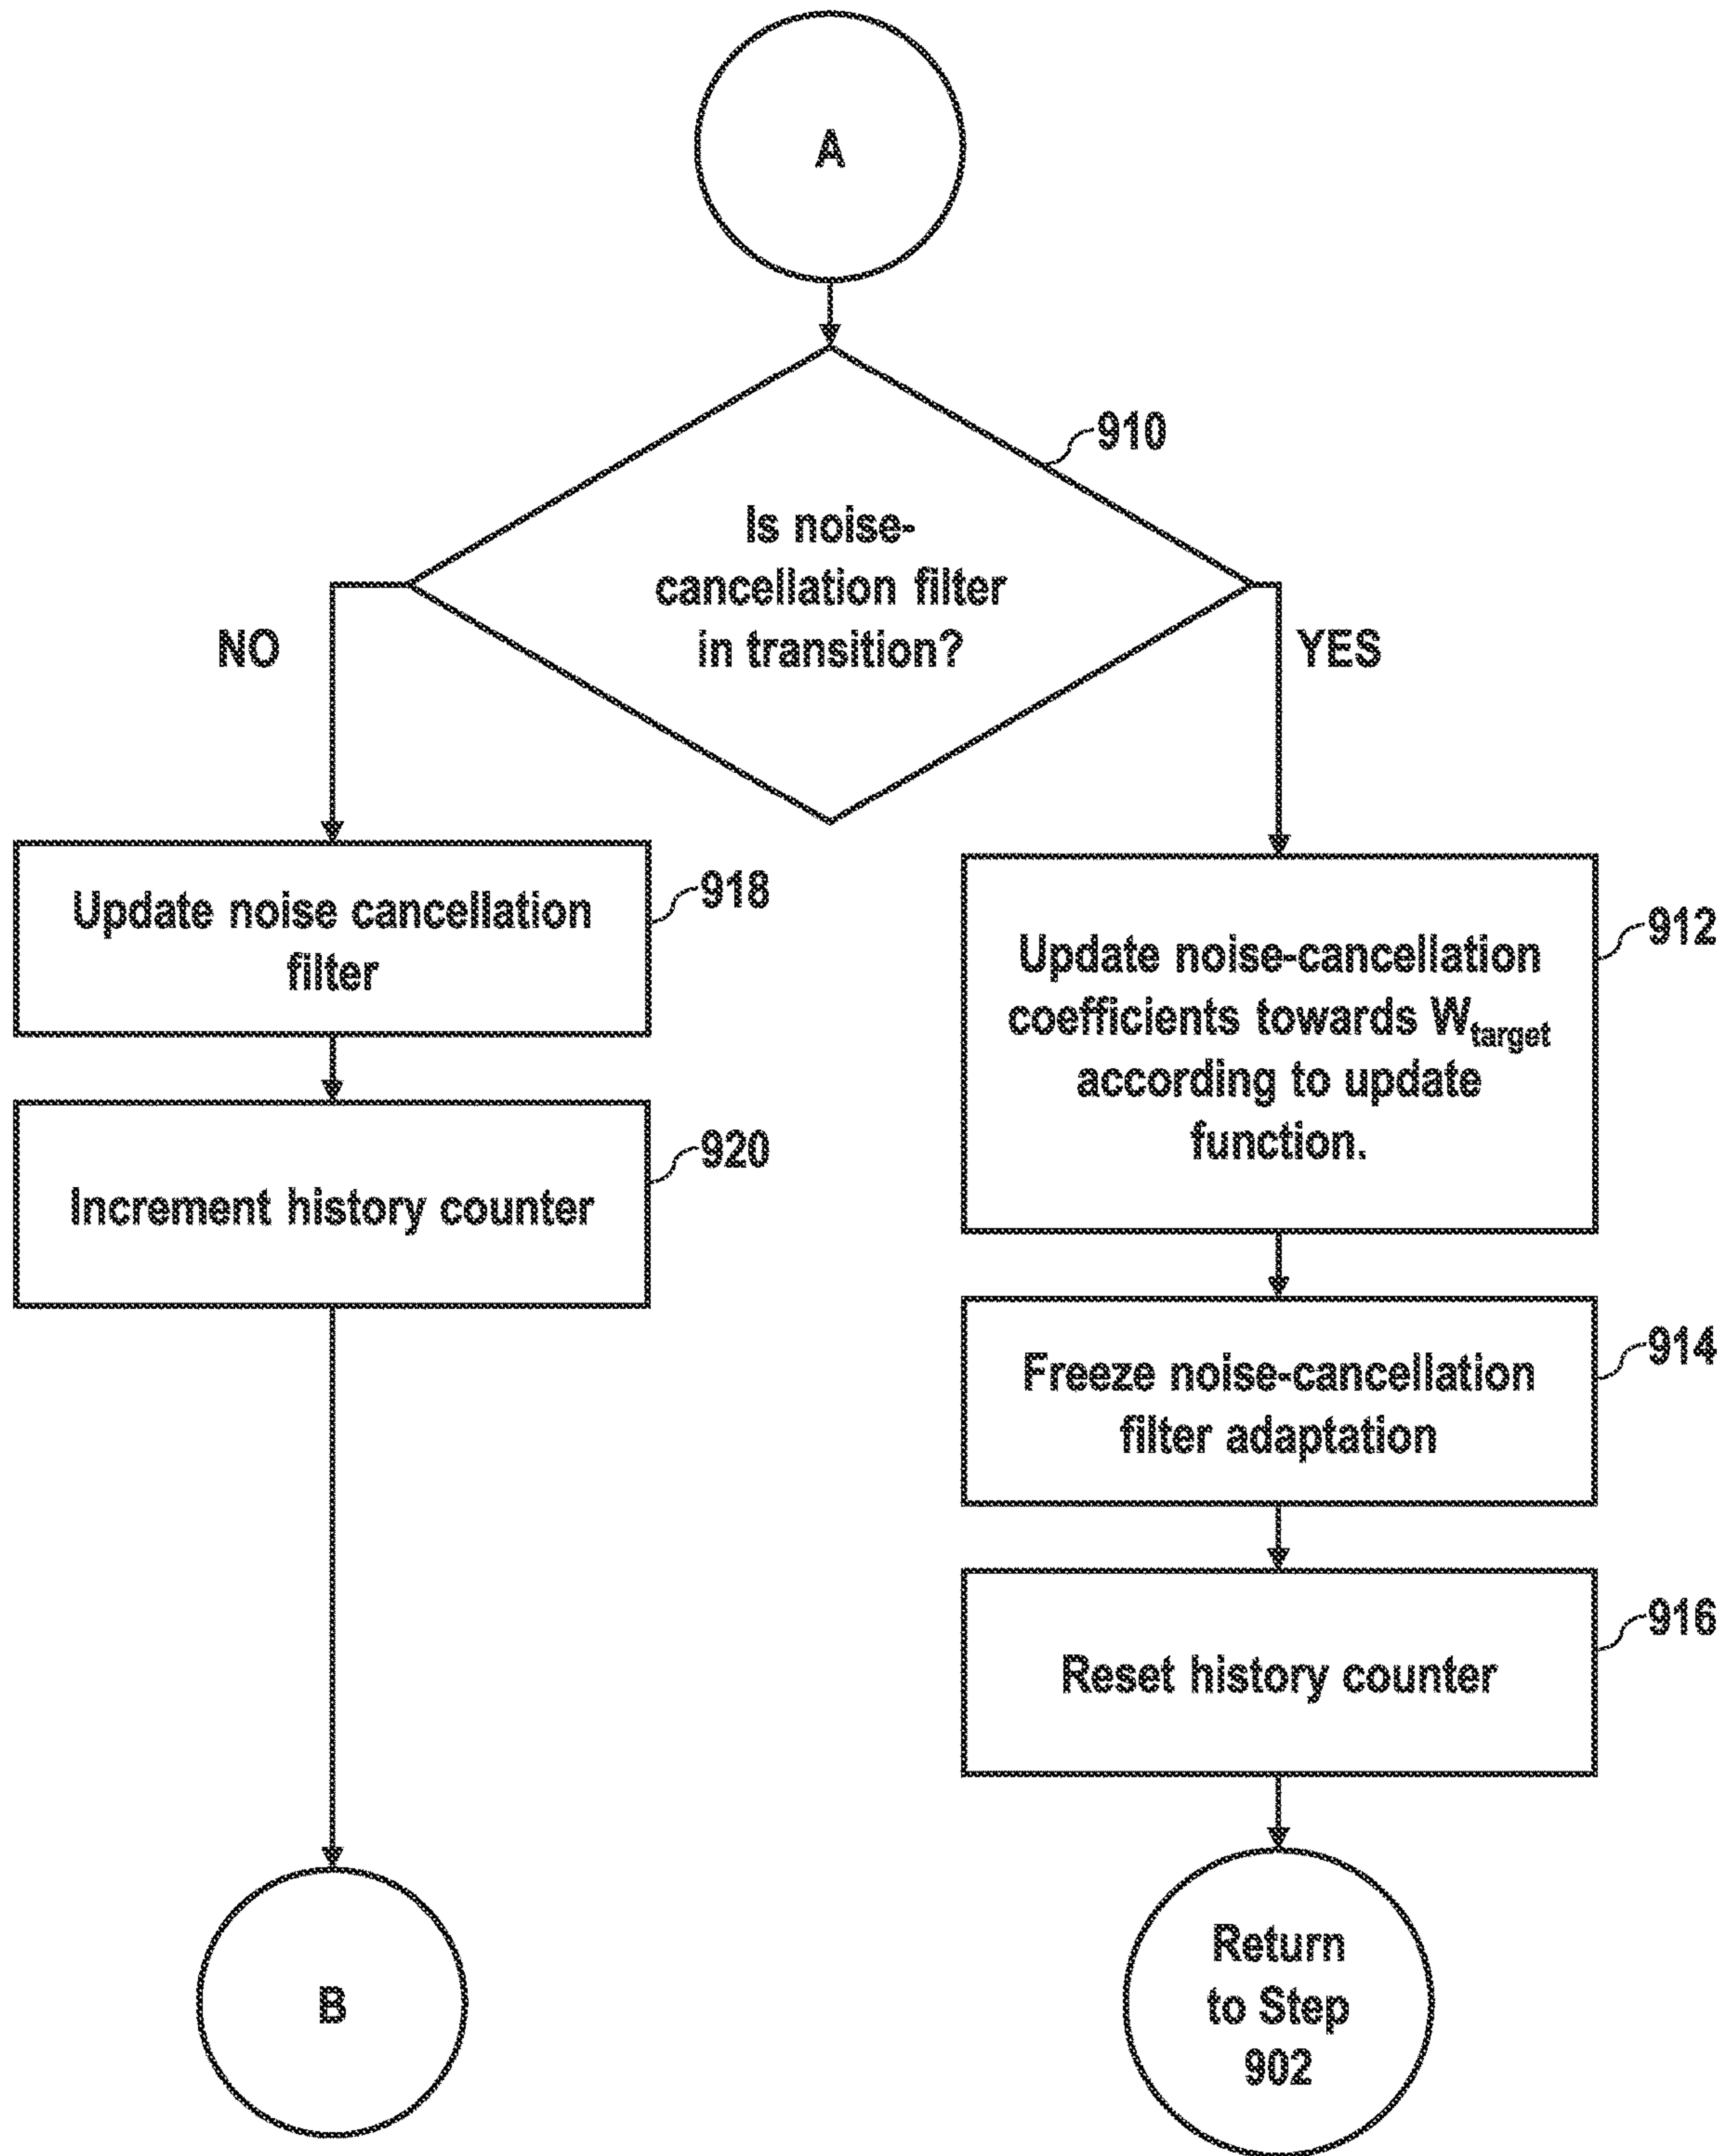 A
910
Is noise-
cancellation filter
in transition?
NO
YES
918
Update noise cancellation
filter
920
Increment history counter
B
912
Update noise-cancellation
coefficients towards Wtarget
according to update
function.
914
Freeze noise-cancellation
filter adaptation
916
Reset history counter
Return
to Step
902